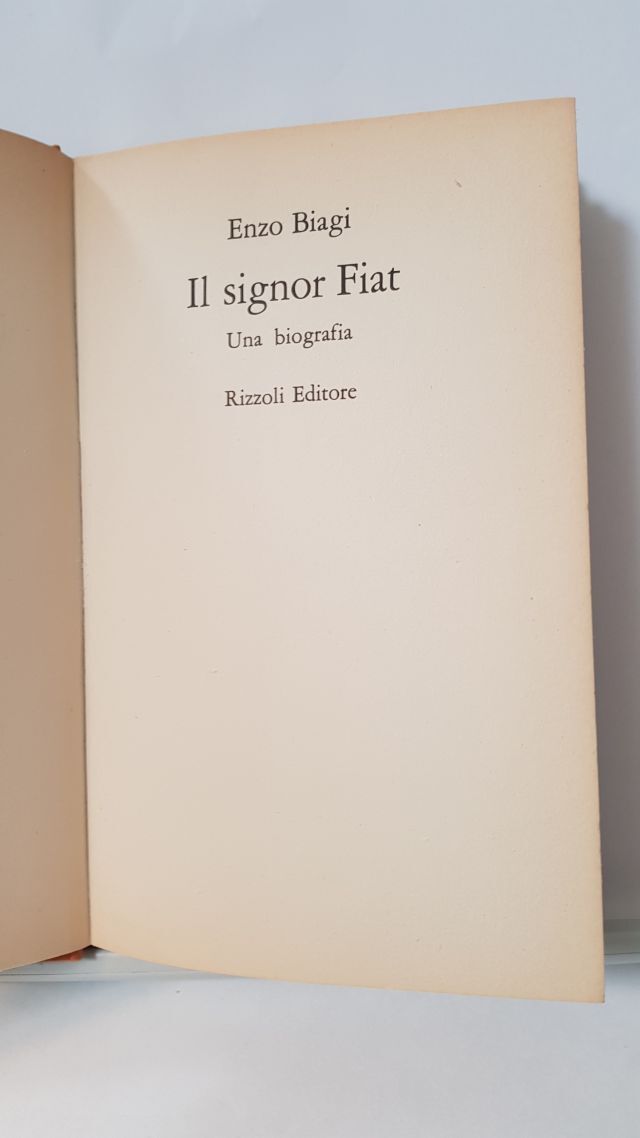 Enzo Biagi
Il signor Fiat
Una biografia
Rizzoli Editore